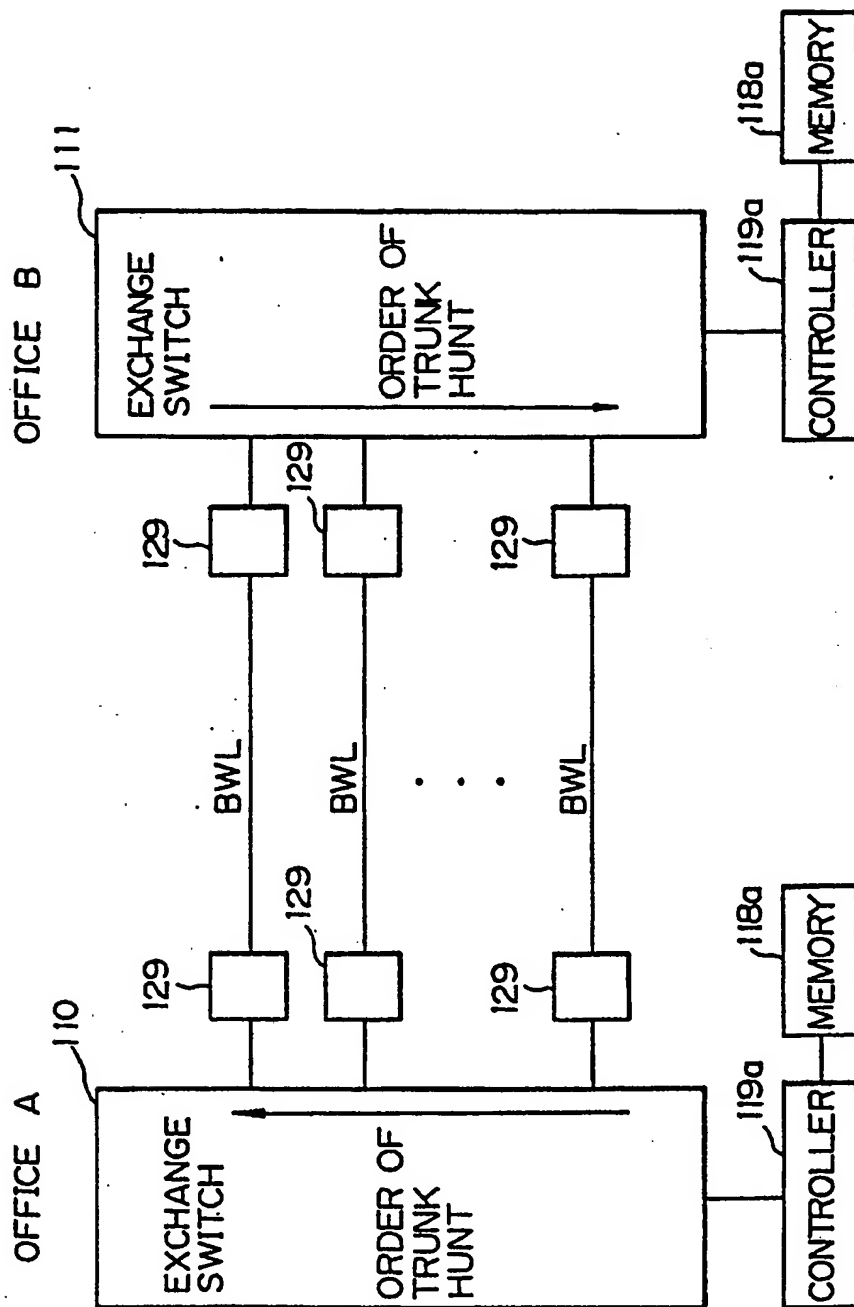 OFFICE A
110
EXCHANGE
SWITCH
ORDER OF
TRUNK
HUNT
129
129
129
BWL
BWL
BWL
129
129
129
OFFICE B
111
EXCHANGE
SWITCH
ORDER OF
TRUNK
HUNT
CONTROLLER
119a
MEMORY
118a
CONTROLLER
119a
MEMORY
118a